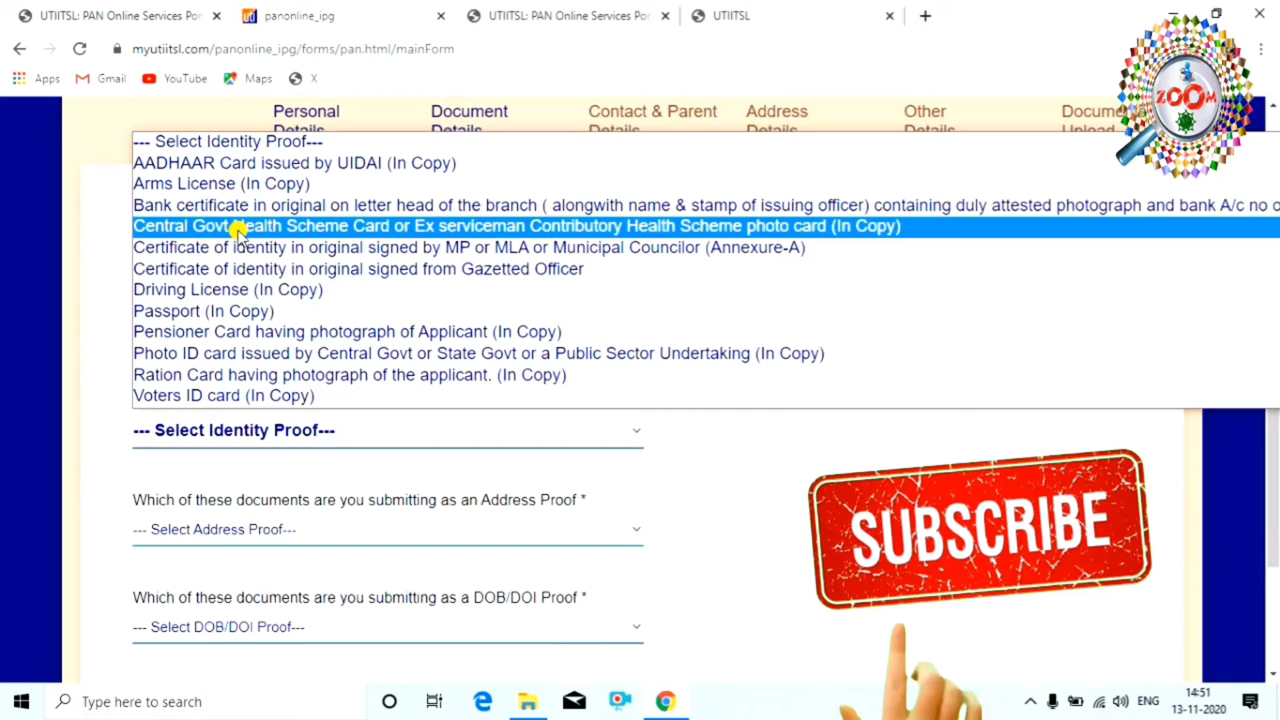 UTIITSL: PAN Online Services Por
panonline_ipg
UTIITSL: PAN Online Services Por
UTIITSL
myutiitsl.com/panonline_ipg/forms/pan.html/mainForm
Apps Gmail YouTube Maps X
ZOOM
Personal Details
Document Details
Contact & Parent Details
Address Details
Other Details
Upload
--- Select Identity Proof---
AADHAAR Card issued by UIDAI (In Copy)
Arms License (In Copy)
Bank certificate in original on letter head of the branch ( alongwith name & stamp of issuing officer) containing duly attested photograph and bank A/c no
Central Govt Health Scheme Card or Ex serviceman Contributory Health Scheme photo card (In Copy)
Certificate of identity in original signed by MP or MLA or Municipal Councilor (Annexure-A)
Certificate of identity in original signed from Gazetted Officer
Driving License (In Copy)
Passport (In Copy)
Pensioner Card having photograph of Applicant (In Copy)
Photo ID card issued by Central Govt or State Govt or a Public Sector Undertaking (In Copy)
Ration Card having photograph of the applicant. (In Copy)
Voters ID card (In Copy)
--- Select Identity Proof---
Which of these documents are you submitting as an Address Proof *
--- Select Address Proof---
Which of these documents are you submitting as a DOB/DOI Proof *
--- Select DOB/DOI Proof---
SUBSCRIBE
Type here to search
ENG
14:51
13-11-2020